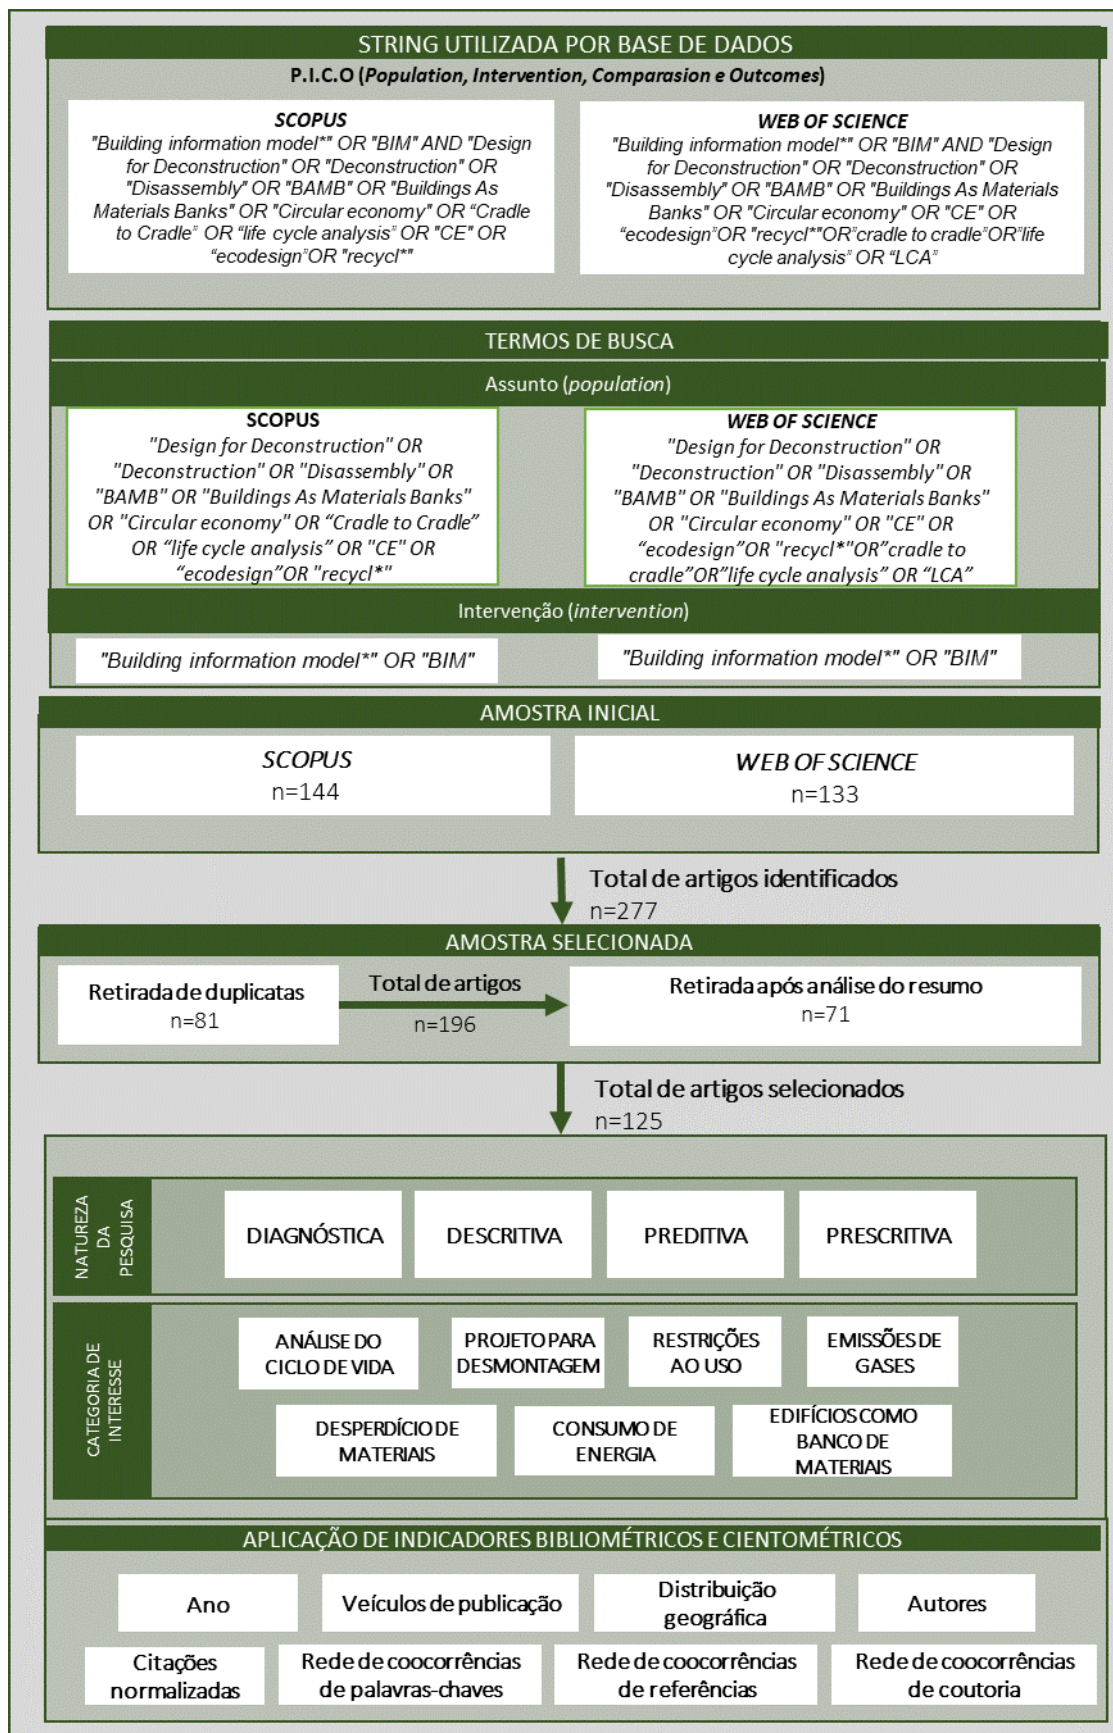 STRING UTILIZADA POR BASE DE DADOS
P.I.C.O (Population, Intervention, Comparasion e Outcomes)
SCOPUS
"Building information model*" OR "BIM" AND "Design
for Deconstruction" OR "Deconstruction" OR
"Disassembly" OR "BAMB" OR "Buildings As
Materials Banks" OR "Circular economy" OR “Cradle
to Cradle” OR “life cycle analysis” OR "CE" OR
“ecodesign”OR "recycl*"
WEB OF SCIENCE
"Building information model*" OR "BIM" AND "Design
for Deconstruction" OR "Deconstruction" OR
"Disassembly" OR "BAMB" OR "Buildings As Materials
Banks" OR "Circular economy" OR "CE" OR
“ecodesign”OR "recycl*"OR”cradle to cradle”OR”life
cycle analysis” OR “LCA”
TERMOS DE BUSCA
Assunto (population)
SCOPUS
"Design for Deconstruction" OR
"Deconstruction" OR "Disassembly" OR
"BAMB" OR "Buildings As Materials Banks"
OR "Circular economy" OR “Cradle to Cradle”
OR “life cycle analysis” OR "CE" OR
“ecodesign”OR "recycl*"
WEB OF SCIENCE
"Design for Deconstruction" OR
"Deconstruction" OR "Disassembly" OR
"BAMB" OR "Buildings As Materials Banks"
OR "Circular economy" OR "CE" OR
“ecodesign”OR "recycl*"OR”cradle to
cradle”OR”life cycle analysis” OR “LCA”
Intervenção (intervention)
"Building information model*" OR "BIM"
"Building information model*" OR "BIM"
AMOSTRA INICIAL
SCOPUS
n=144
WEB OF SCIENCE
n=133
Total de artigos identificados
n=277
AMOSTRA SELECIONADA
Retirada de duplicatas
n=81
Total de artigos
n=196
Retirada após análise do resumo
n=71
Total de artigos selecionados
n=125
NATUREZA
DA
PESQUISA
DIAGNÓSTICA
DESCRITIVA
PREDITIVA
PRESCRITIVA
CATEGORIA DE
INTERESSE
ANÁLISE DO
CICLO DE VIDA
PROJETO PARA
DESMONTAGEM
RESTRIÇÕES
AO USO
EMISSÕES DE
GASES
DESPERDÍCIO DE
MATERIAIS
CONSUMO DE
ENERGIA
EDIFÍCIOS COMO
BANCO DE
MATERIAIS
APLICAÇÃO DE INDICADORES BIBLIOMÉTRICOS E CIENTOMÉTRICOS
Ano
Veículos de publicação
Distribuição
geográfica
Autores
Citações
normalizadas
Rede de coocorrências
de palavras-chaves
Rede de coocorrências
de referências
Rede de coocorrências
de coutoria